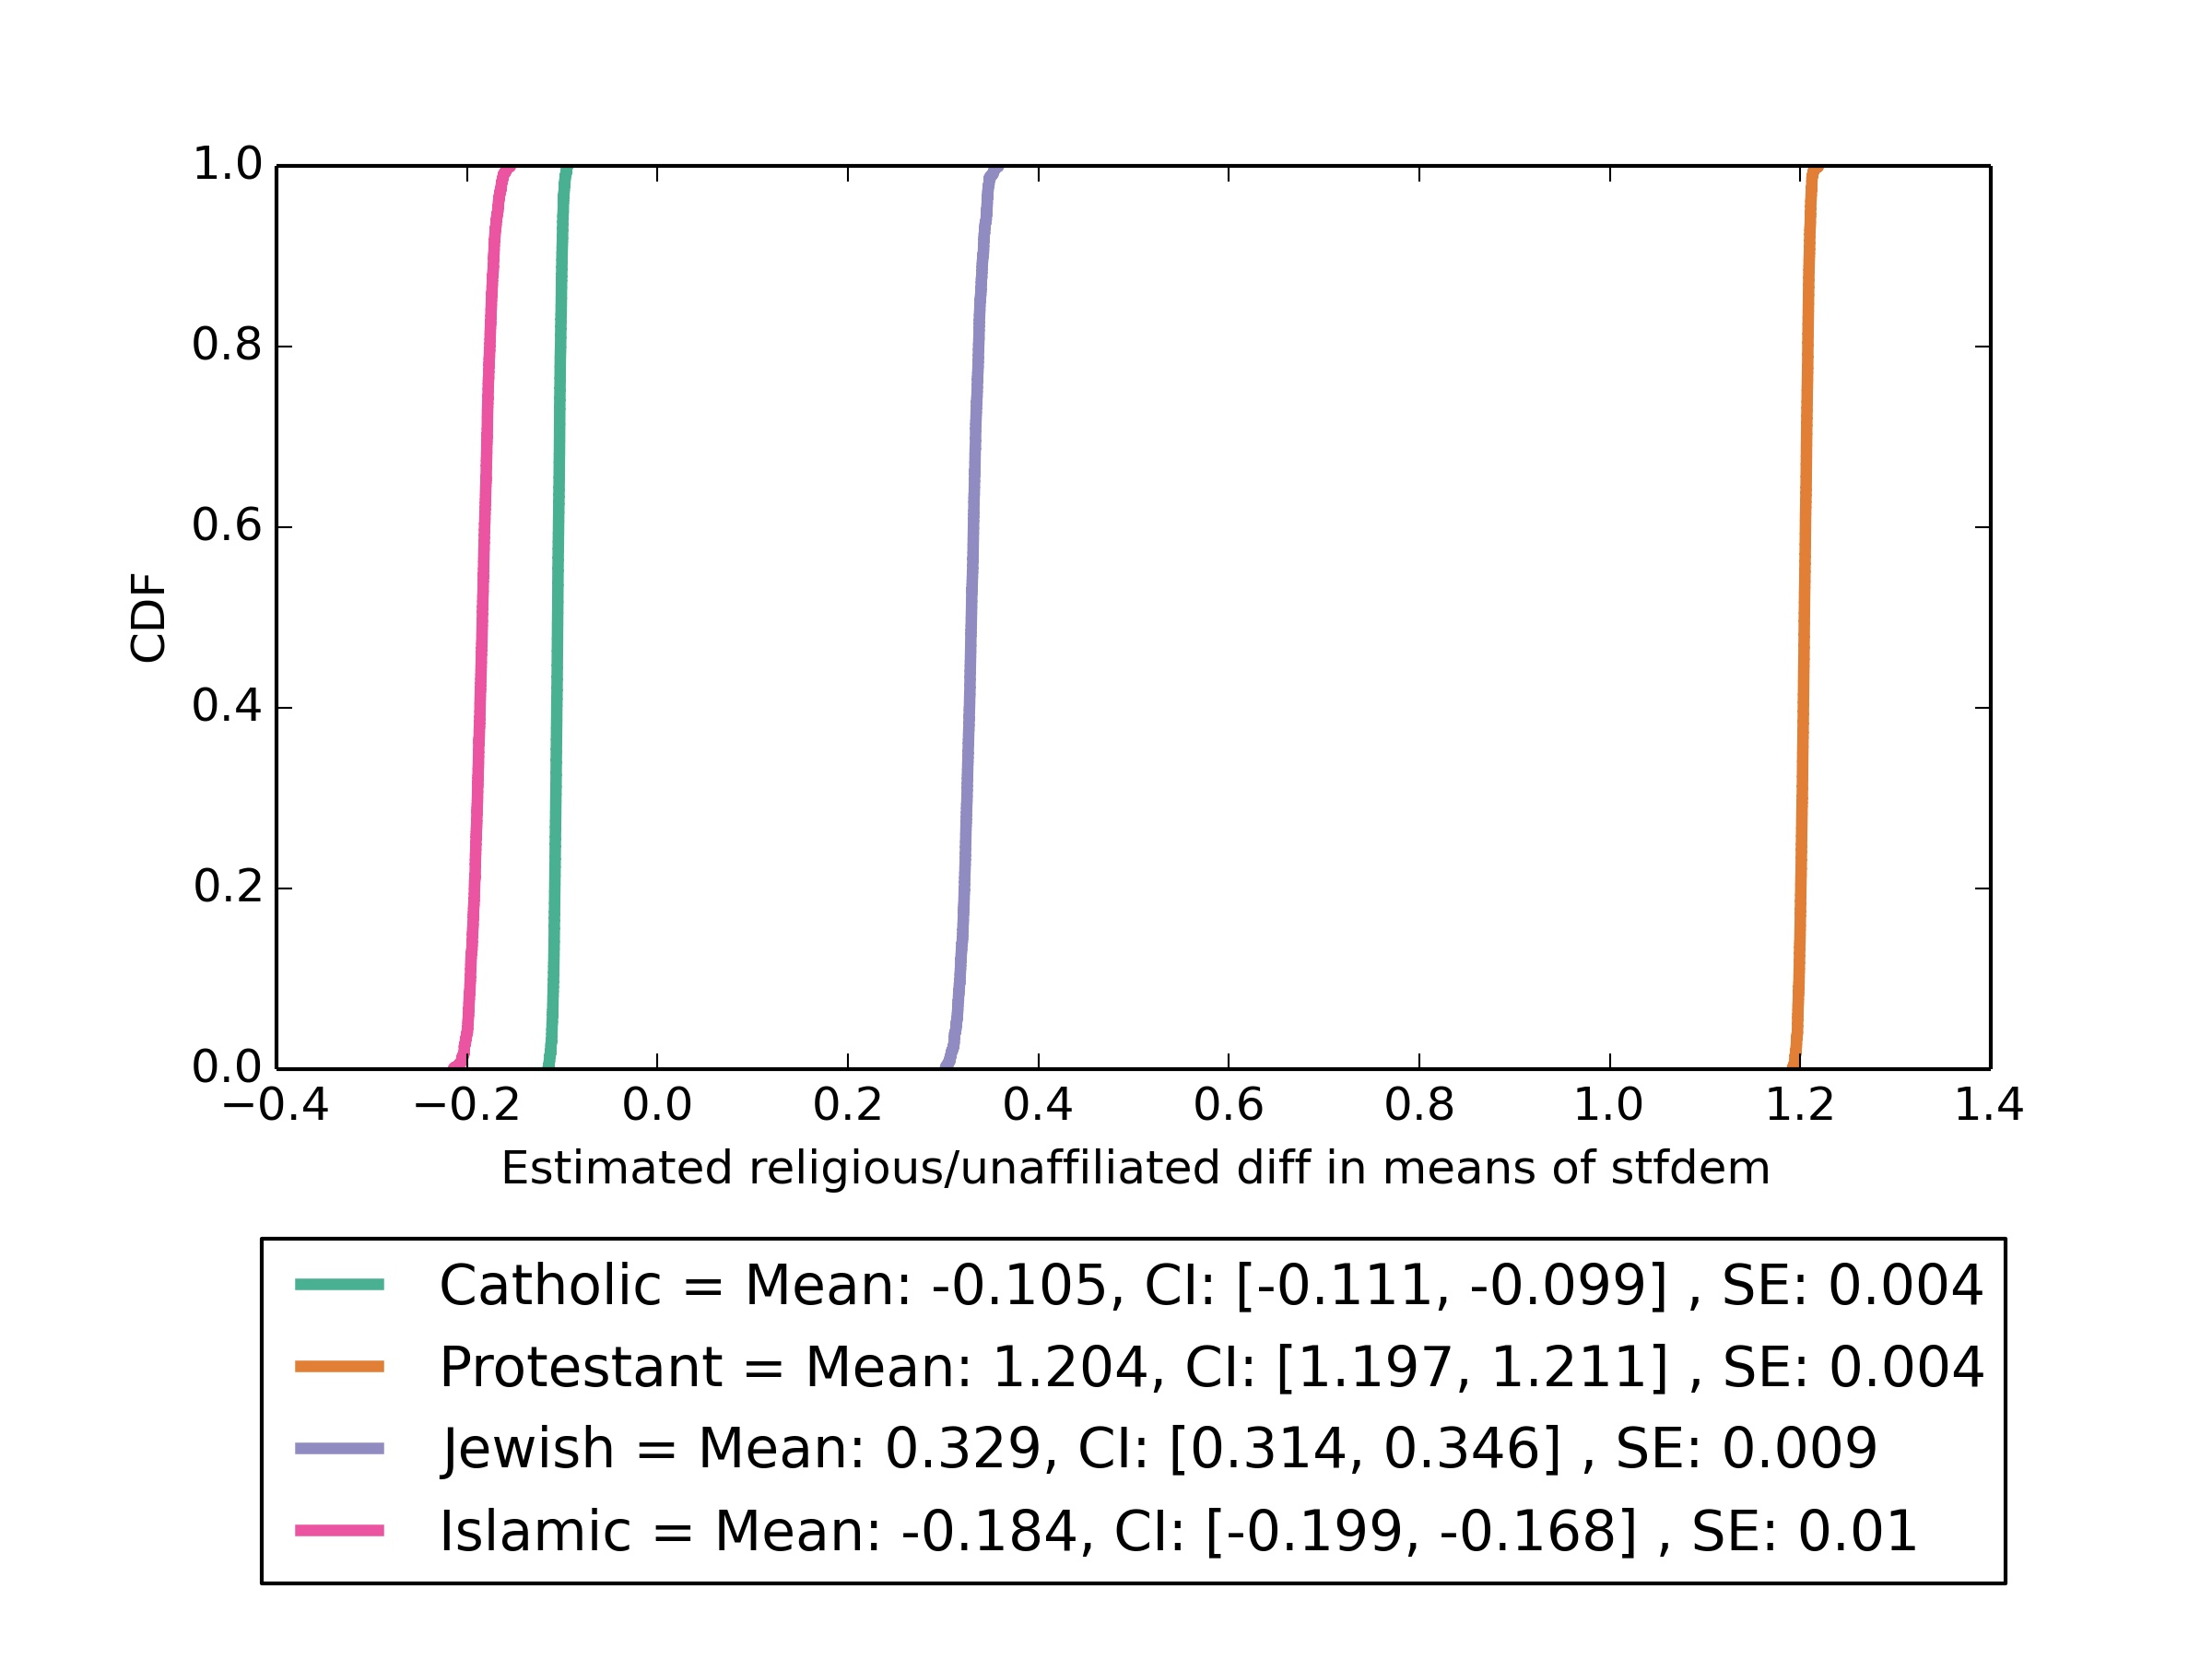 1.0
0.8
0.6
0.4
0.2
0.0
CDF
−0.4 −0.2 0.0 0.2 0.4 0.6 0.8 1.0 1.2 1.4
Estimated religious/unaffiliated diff in means of stfdem
Catholic = Mean: -0.105, CI: [-0.111, -0.099] , SE: 0.004
Protestant = Mean: 1.204, CI: [1.197, 1.211] , SE: 0.004
Jewish = Mean: 0.329, CI: [0.314, 0.346] , SE: 0.009
Islamic = Mean: -0.184, CI: [-0.199, -0.168] , SE: 0.01